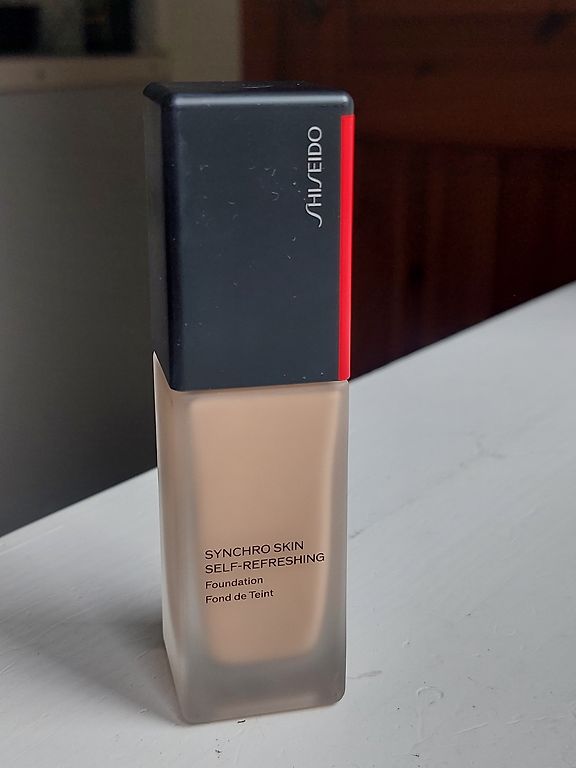 SHISEIDO
SYNCHRO SKIN
SELF-REFRESHING
Foundation
Fond de Teint